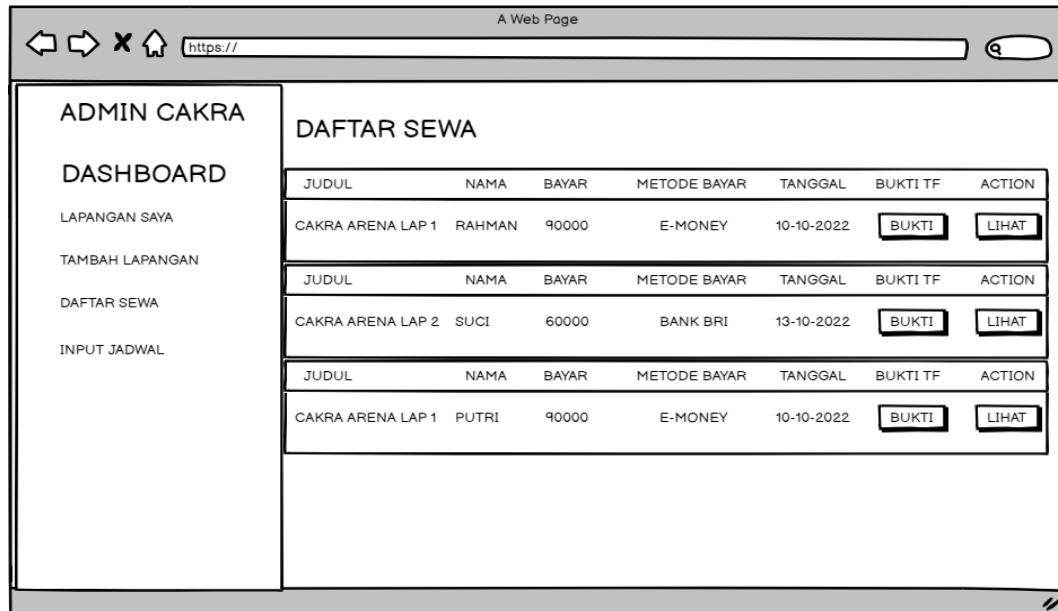 A Web Page
https://
ADMIN CAKRA
DASHBOARD
LAPANGAN SAYA
TAMBAH LAPANGAN
DAFTAR SEWA
INPUT JADWAL
DAFTAR SEWA
JUDUL NAMA BAYAR METODE BAYAR TANGGAL BUKTI TF ACTION
CAKRA ARENA LAP 1 RAHMAN 90000 E-MONEY 10-10-2022 BUKTI LIHAT
JUDUL NAMA BAYAR METODE BAYAR TANGGAL BUKTI TF ACTION
CAKRA ARENA LAP 2 SUCI 60000 BANK BRI 13-10-2022 BUKTI LIHAT
JUDUL NAMA BAYAR METODE BAYAR TANGGAL BUKTI TF ACTION
CAKRA ARENA LAP 1 PUTRI 90000 E-MONEY 10-10-2022 BUKTI LIHAT